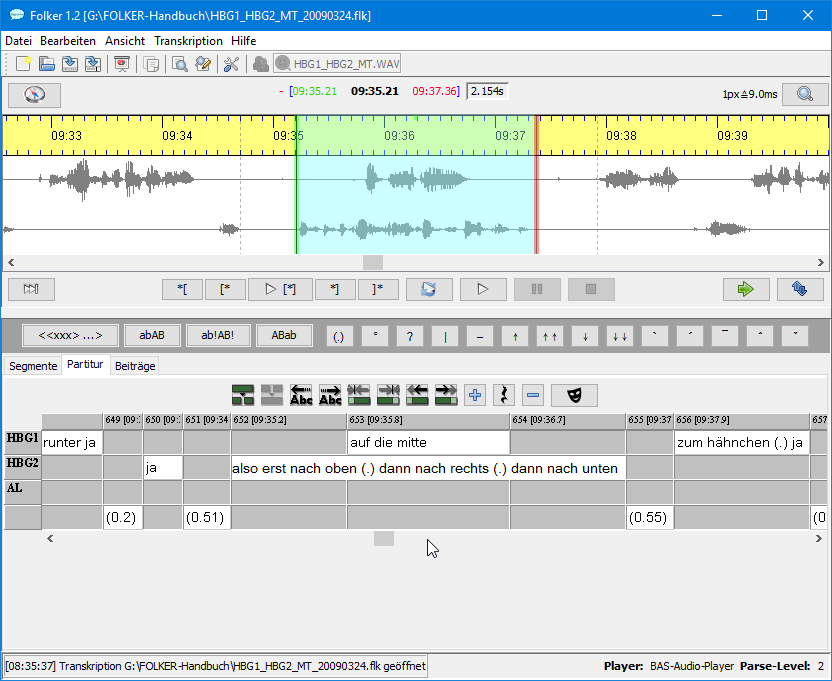 Folker 1.2 [G:\FOLKER-Handbuch\HBG1_HBG2_MT_20090324.flk]
Datei Bearbeiten Ansicht Transkription Hilfe
HBG1_HBG2_MT.WAV
- [09:35.21 09:35.21 09:37.36] 2.154s 1px≙9.0ms
09:33 09:34 09:35 09:36 09:37 09:38 09:39
*[ [* [*] *] ]*
<<xxx> ...> abAB ab!AB! ABab (.) ° ? | – ↑ ↑↑ ↓ ↓↓ ` ´ ¯ ˆ ˇ
Segmente Partitur Beiträge
Abc Abc
649 [09: 650 [09: 651 [09:34 652 [09:35.2] 653 [09:35.8] 654 [09:36.7] 655 [09:37 656 [09:37.9] 657
HBG1 runter ja auf die mitte zum hähnchen (.) ja
HBG2 ja also erst nach oben (.) dann nach rechts (.) dann nach unten
AL
(0.2) (0.51) (0.55) (0
[08:35:37] Transkription G:\FOLKER-Handbuch\HBG1_HBG2_MT_20090324.flk geöffnet Player: BAS-Audio-Player Parse-Level: 2